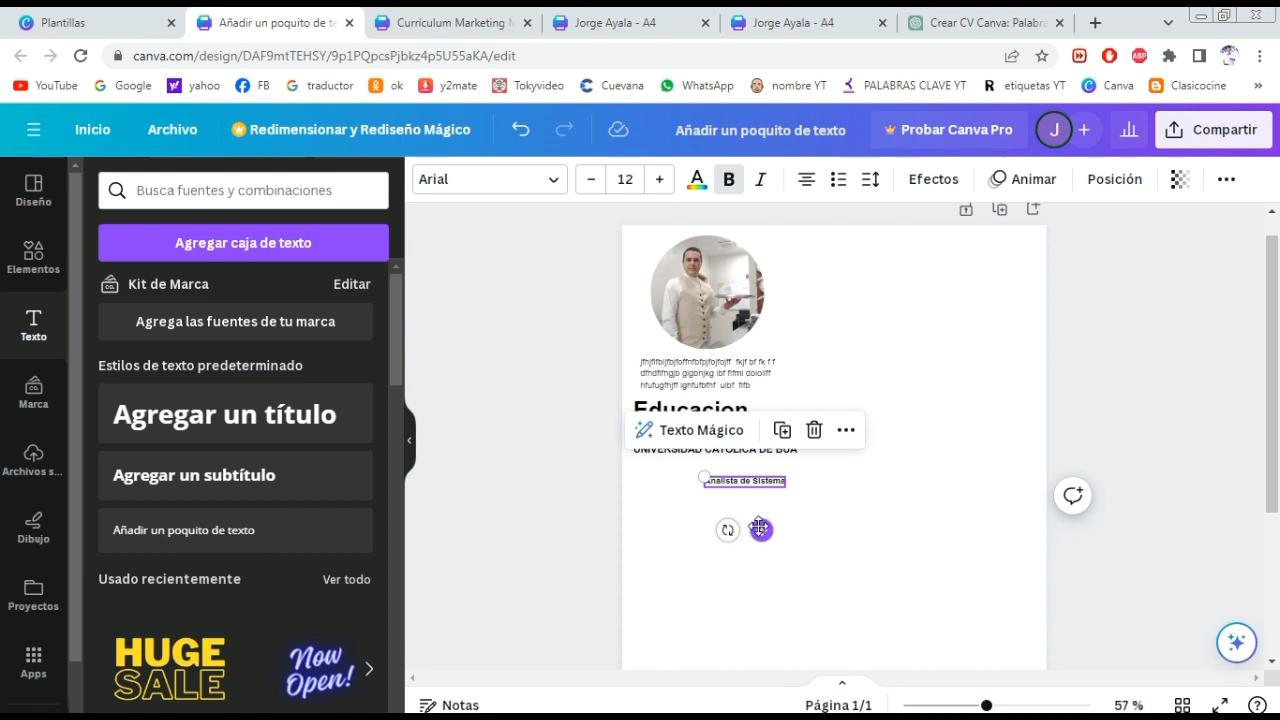 Plantillas
Añadir un poquito de te
Currículum Marketing M
Jorge Ayala - A4
Jorge Ayala - A4
Crear CV Canva: Palabra
canva.com/design/DAF9mtTEHSY/9p1PQpcsPjbkz4p5U55aKA/edit
YouTube Google yahoo FB traductor ok y2mate Tokyvideo Cuevana WhatsApp nombre YT PALABRAS CLAVE YT etiquetas YT Canva Clasicocine »
Inicio Archivo Redimensionar y Rediseño Mágico Añadir un poquito de texto Probar Canva Pro J Compartir
Arial 12 A B I Efectos Animar Posición
Diseño
Elementos
Texto
Marca
Archivos s...
Dibujo
Proyectos
Apps
Busca fuentes y combinaciones
Agregar caja de texto
Kit de Marca Editar
Agrega las fuentes de tu marca
Estilos de texto predeterminado
Agregar un título
Agregar un subtítulo
Añadir un poquito de texto
Usado recientemente Ver todo
HUGE
SALE
Now
Open!
Educacion
Texto Mágico
UNIVERSIDAD CATOLICA DE
Analista de Sistema
Notas Página 1/1 57 %